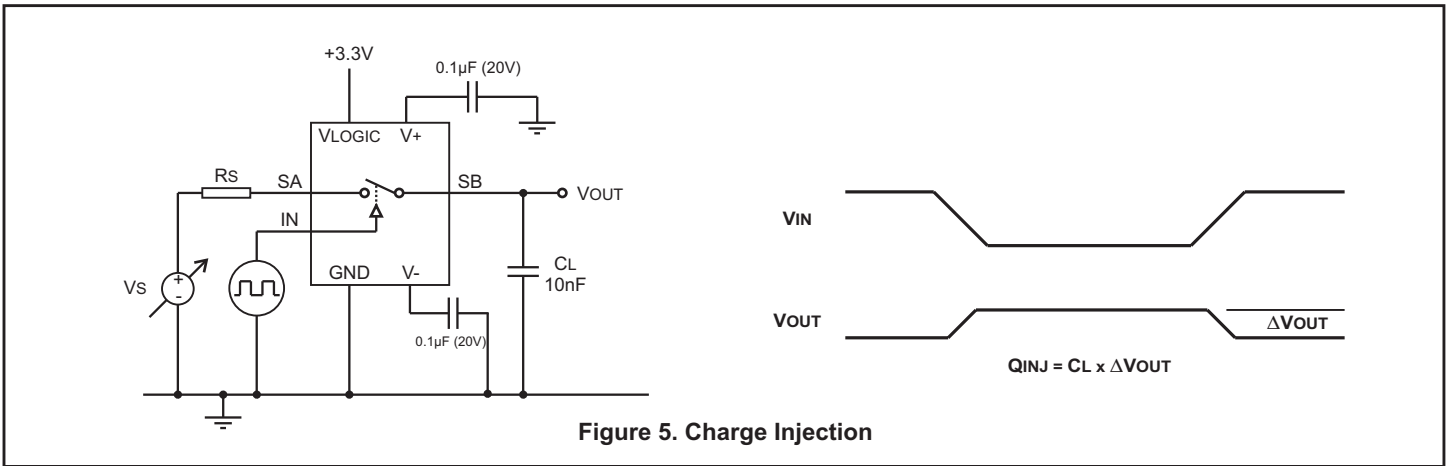 +3.3V
0.1µF (20V)
VLOGIC V+
RS
SA
SB
VOUT
IN
VS
+
-
GND V-
CL
10nF
0.1µF (20V)
VIN
VOUT
∆VOUT
QINJ = CL x ∆VOUT
Figure 5. Charge Injection